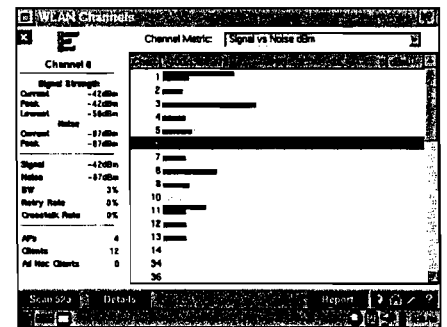 WLAN Channels
Channel Metric: Signal vs Noise dBm
Channel 6
Signal Strength
Current -42dBm
Peak -42dBm
Lowest -50dBm
Noise
Current -87dBm
Peak -87dBm
Signal -42dBm
Noise -87dBm
BW 3%
Retry Rate 0%
Crosstalk Rate 0%
APs 4
Clients 12
Ad Hoc Clients 0
1
2
3
4
5
7
8
10
11
12
13
14
34
36
Details
Report
?